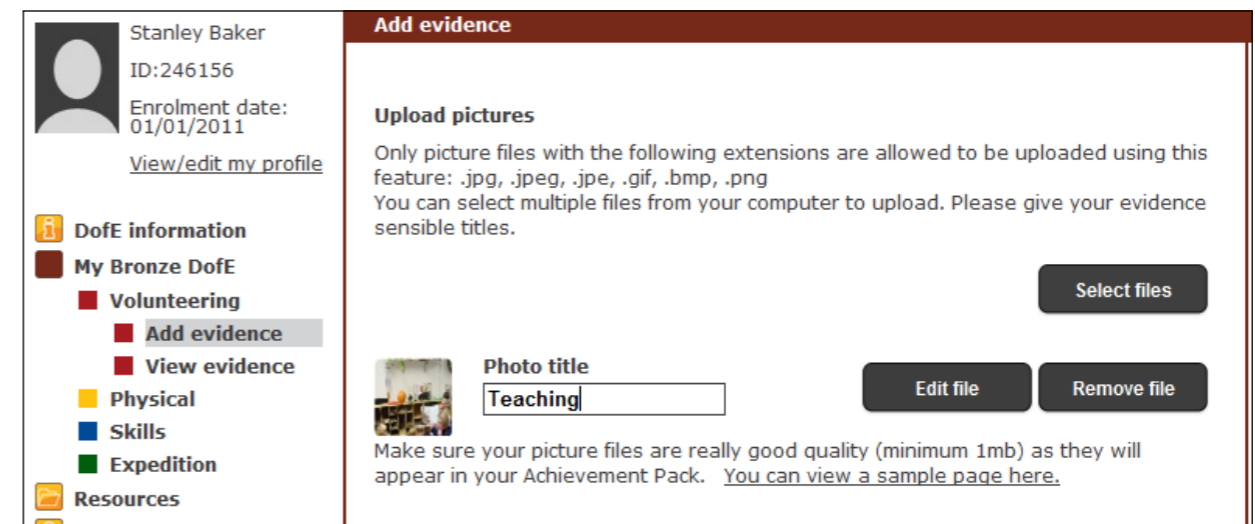 Stanley Baker
ID:246156
Enrolment date:
01/01/2011
View/edit my profile
DofE information
My Bronze DofE
Volunteering
Add evidence
View evidence
Physical
Skills
Expedition
Resources
Add evidence
Upload pictures
Only picture files with the following extensions are allowed to be uploaded using this
feature: .jpg, .jpeg, .jpe, .gif, .bmp, .png
You can select multiple files from your computer to upload. Please give your evidence
sensible titles.
Select files
Photo title
Teaching
Edit file
Remove file
Make sure your picture files are really good quality (minimum 1mb) as they will
appear in your Achievement Pack. You can view a sample page here.